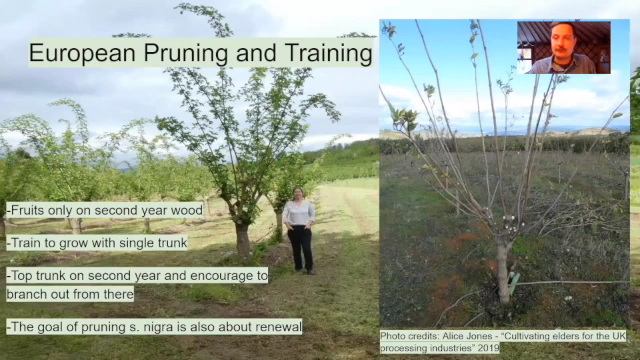 European Pruning and Training
-Fruits only on second year wood
-Train to grow with single trunk
-Top trunk on second year and encourage to
branch out from there
-The goal of pruning s. nigra is also about renewal
Photo credits: Alice Jones - "Cultivating elders for the UK
processing industries" 2019